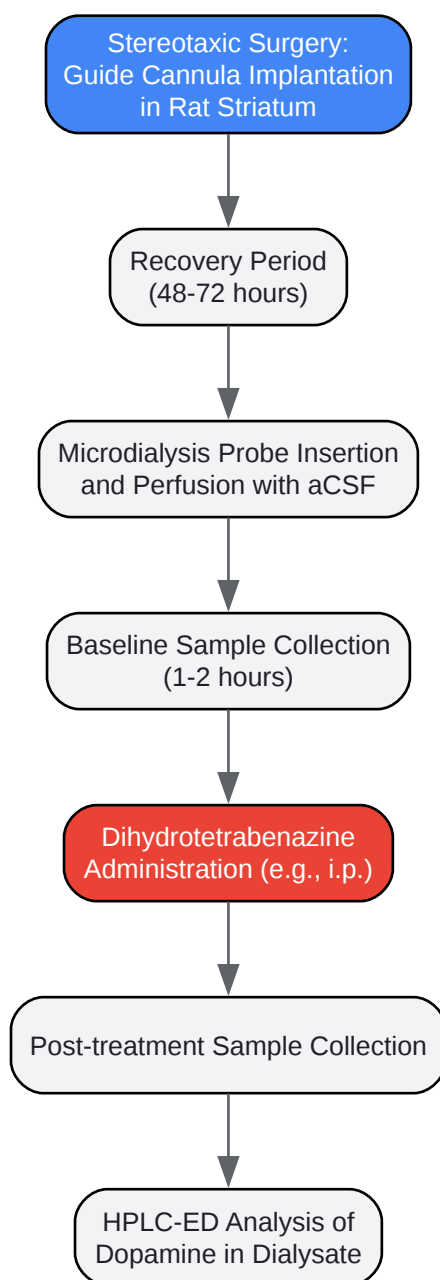 Stereotaxic Surgery:
Guide Cannula Implantation
in Rat Striatum
Recovery Period
(48-72 hours)
Microdialysis Probe Insertion
and Perfusion with aCSF
Baseline Sample Collection
(1-2 hours)
Dihydrotetrabenazine
Administration (e.g., i.p.)
Post-treatment Sample Collection
HPLC-ED Analysis of
Dopamine in Dialysate